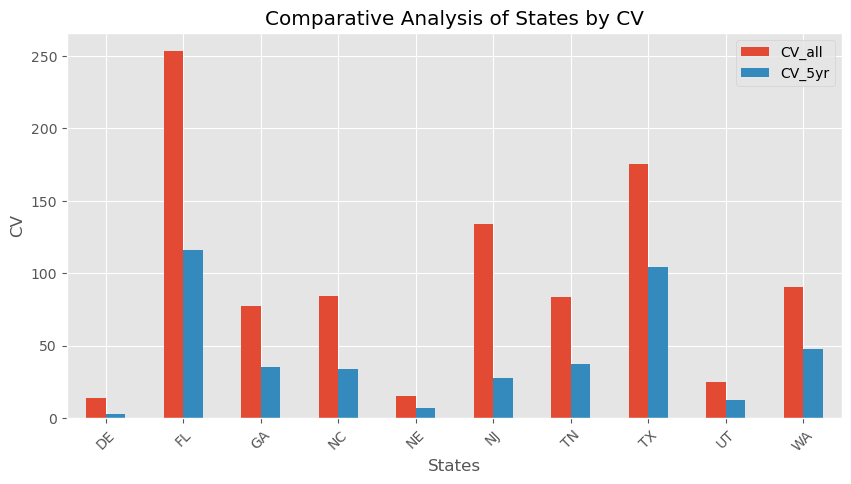 Comparative Analysis of States by CV
CV_all
CV_5yr
250
200
150
100
50
0
CV
DE FL GA NC NE NJ TN TX UT WA
States